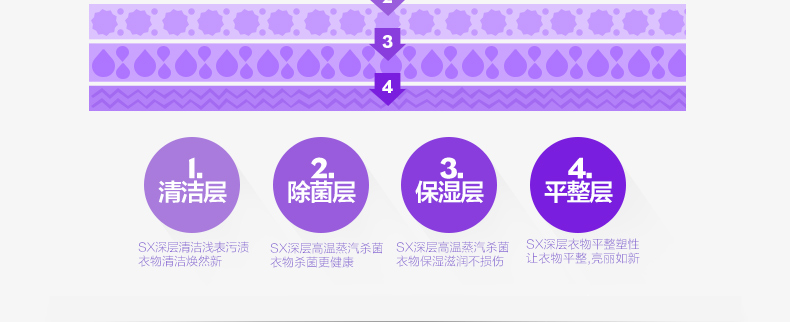 3
4
1.
清洁层
2.
除菌层
3.
保湿层
4.
平整层
SX深层清洁浅表污渍
衣物清洁焕然新
SX深层高温蒸汽杀菌
衣物杀菌更健康
SX深层高温蒸汽杀菌
衣物保湿滋润不损伤
SX深层衣物平整塑性
让衣物平整,亮丽如新